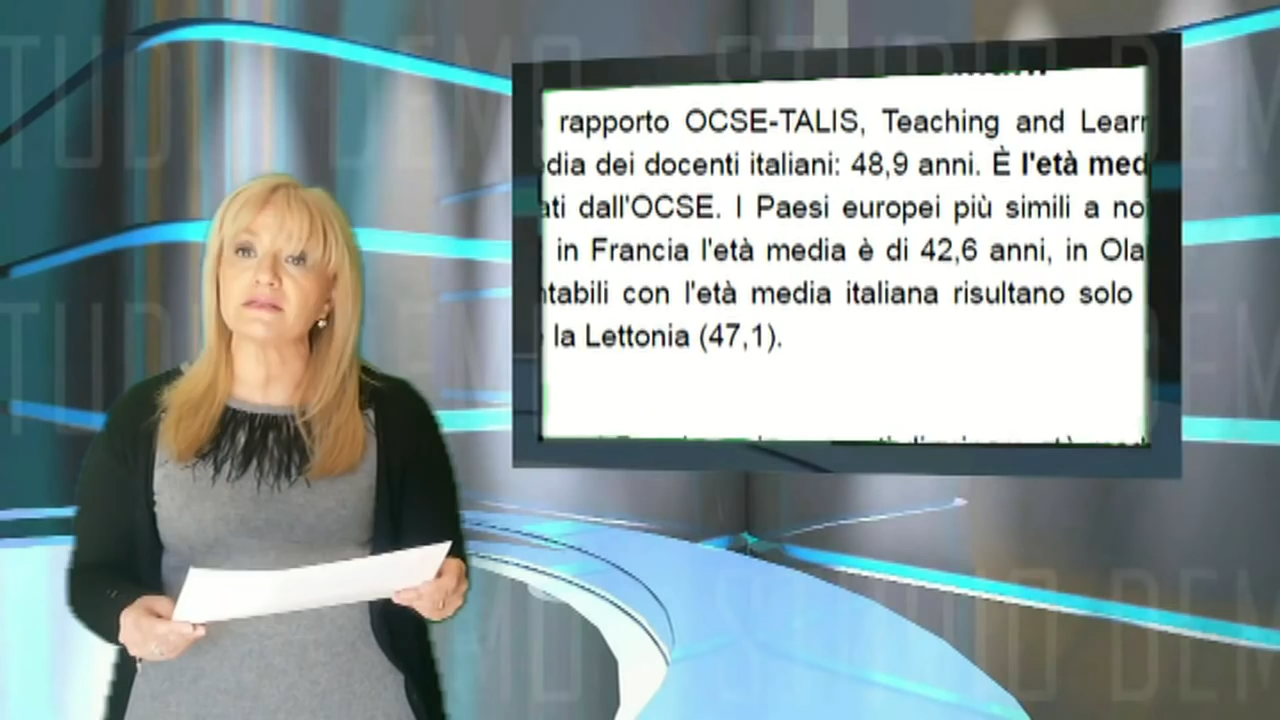 rapporto OCSE-TALIS, Teaching and Learn
dia dei docenti italiani: 48,9 anni. È l'età med
ati dall'OCSE. I Paesi europei più simili a no
in Francia l'età media è di 42,6 anni, in Ola
ntabili con l'età media italiana risultano solo
la Lettonia (47,1).
STUDIO DEMO